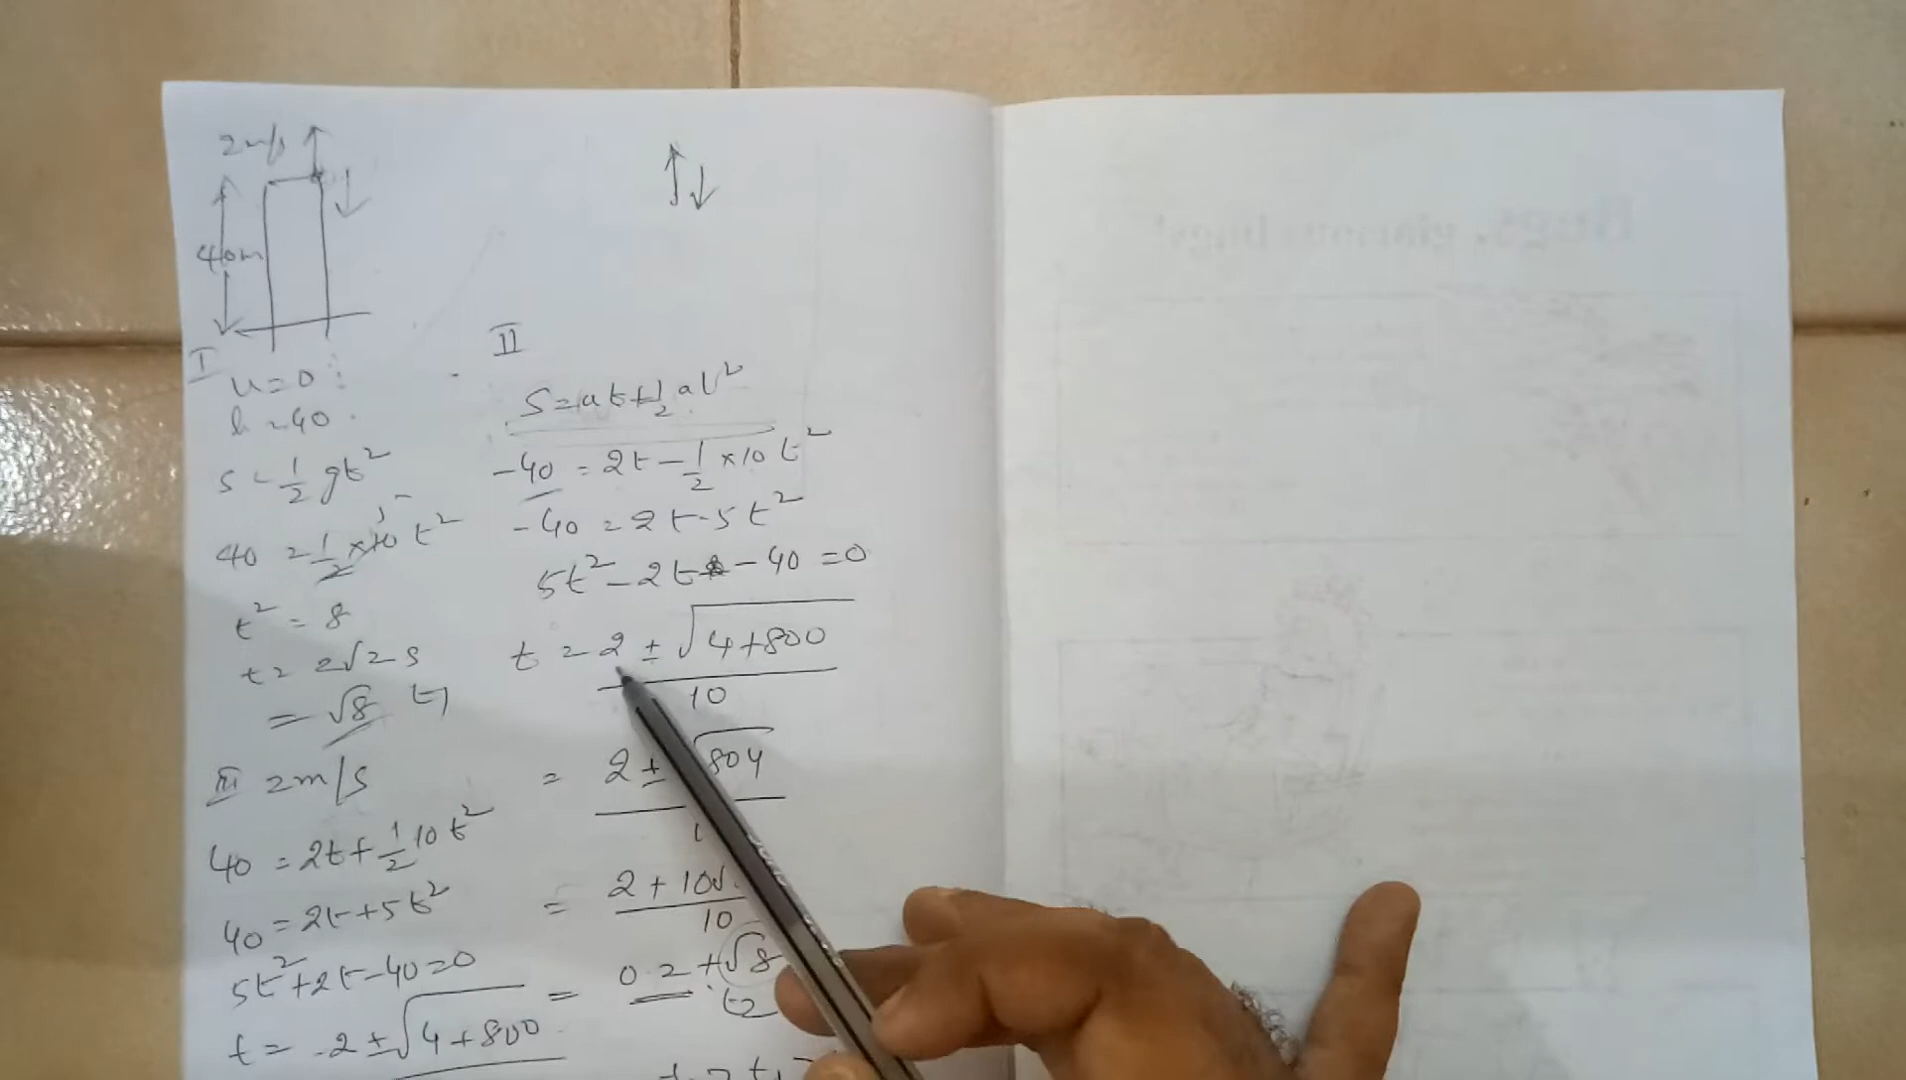 2m/s
40m
I
u=0
h=40
s = 1/2 gt²
40 = 1/2 ×10 t²
t² = 8
t = 2√2 s
= √8 t₁
III 2m/s
40 = 2t + 1/2 10 t²
40 = 2t + 5t²
5t² + 2t - 40 = 0
t = -2 ± √4+800
II
S = ut + 1/2 at²
-40 = 2t - 1/2 ×10 t²
-40 = 2t - 5t²
5t² - 2t - 40 = 0
t = 2 ± √4+800 / 10
= 2 ± √804
= 2 + 10√ / 10
= 0.2 + √8
t₂